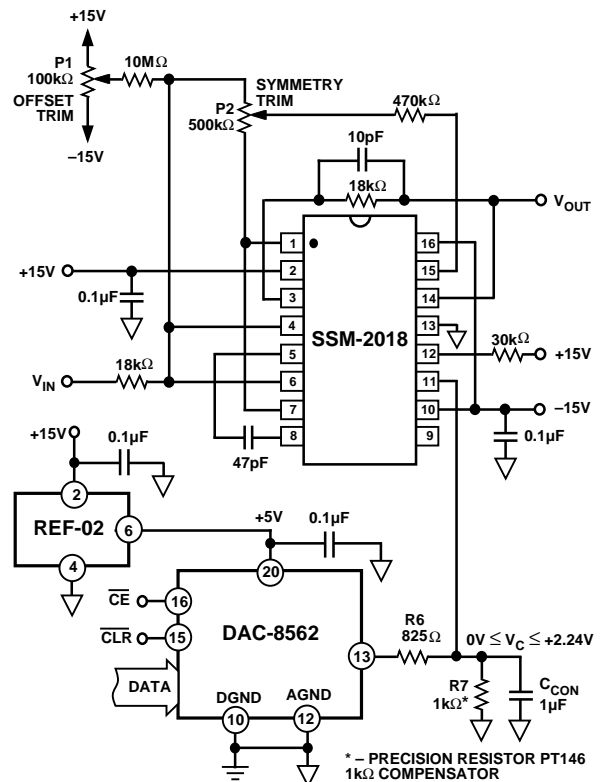 +15V
P1
100kΩ
OFFSET
TRIM
–15V
10MΩ
SYMMETRY
TRIM
P2
500kΩ
470kΩ
10pF
18kΩ
V_OUT
+15V
0.1µF
V_IN
18kΩ
1
2
3
4
5
6
7
8
SSM-2018
16
15
14
13
12
11
10
9
47pF
30kΩ
+15V
–15V
0.1µF
+15V
0.1µF
2
REF-02
6
4
+5V
0.1µF
20
CE
16
CLR
15
DAC-8562
13
DATA
DGND
AGND
10
12
R6
825Ω
0V ≤ V_C ≤ +2.24V
R7
1kΩ*
C_CON
1µF
* – PRECISION RESISTOR PT146
1kΩ COMPENSATOR